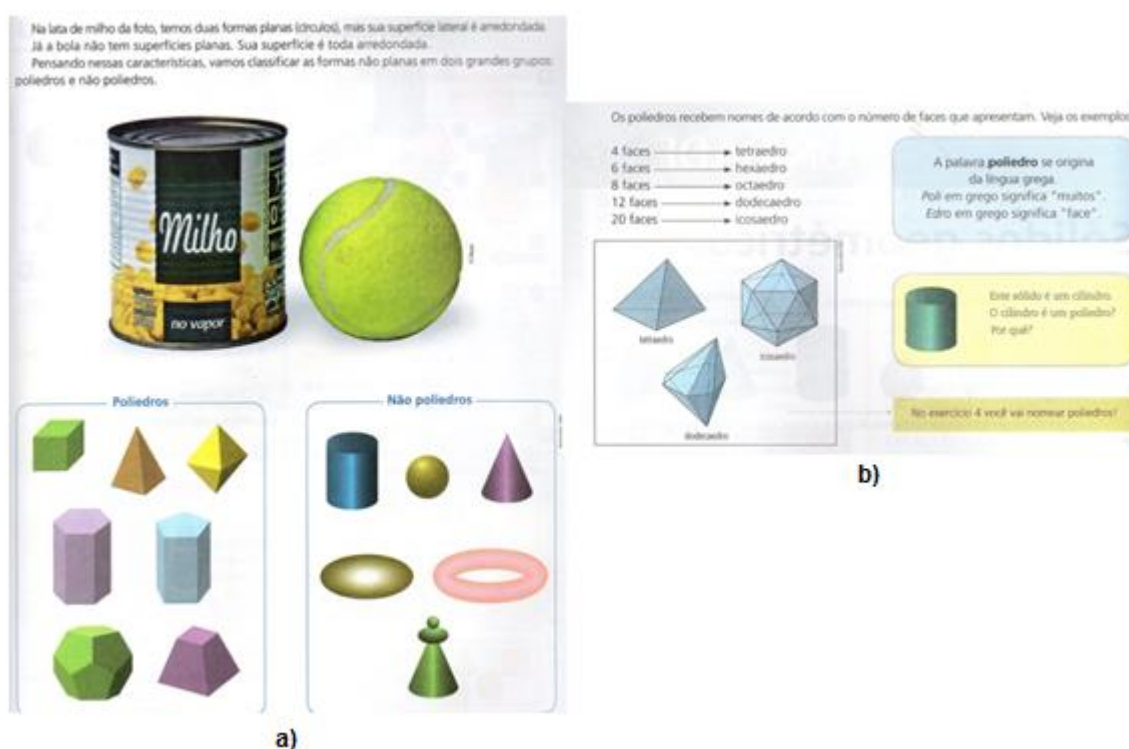 Na lata de milho da foto, temos duas formas planas (círculos), mas sua superfície lateral é arredondada.
Já a bola não tem superfícies planas. Sua superfície é toda arredondada.
Pensando nessas características, vamos classificar as formas não planas em dois grandes grupos:
poliedros e não poliedros.
Milho
no vapor
Poliedros
Não poliedros
a)
Os poliedros recebem nomes de acordo com o número de faces que apresentam. Veja os exemplos
4 faces → tetraedro
6 faces → hexaedro
8 faces → octaedro
12 faces → dodecaedro
20 faces → icosaedro
A palavra poliedro se origina
da língua grega.
Poli em grego significa "muitos".
Edro em grego significa "face".
tetraedro
icosaedro
dodecaedro
Este sólido é um cilindro.
O cilindro é um poliedro?
Por quê?
No exercício 4 você vai nomear poliedros!
b)